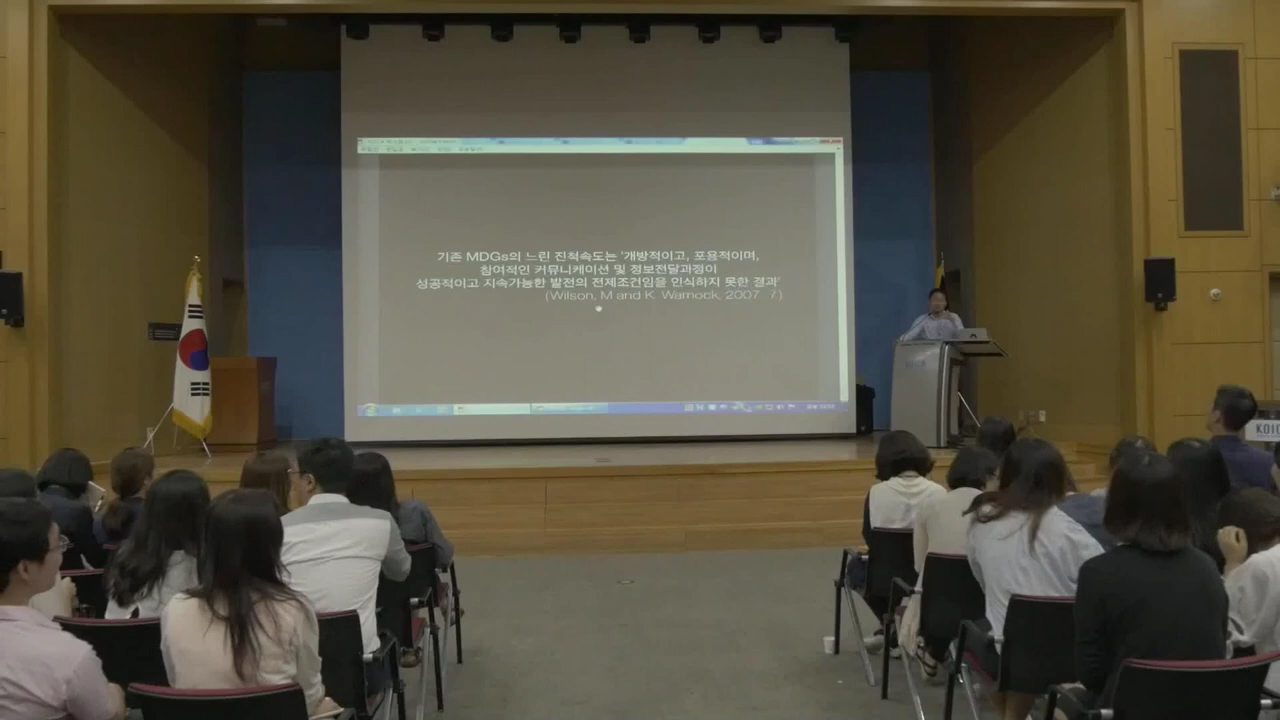 기존 MDGs의 느린 진척속도는 '개방적이고, 포용적이며,
참여적인 커뮤니케이션 및 정보전달과정이
성공적이고 지속가능한 발전의 전제조건임을 인식하지 못한 결과'
(Wilson, M and K. Warnock, 2007: 7)
KOIC